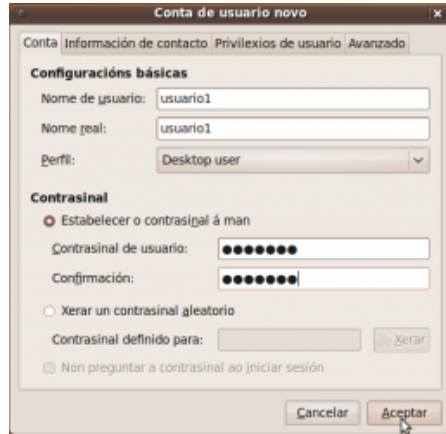 Conta de usuario novo
Conta Información de contacto Privilexios de usuario Avanzado
Configuracións básicas
Nome de usuario: usuario1
Nome real: usuario1
Perfil: Desktop user
Contrasinal
Estabelecer o contrasinal á man
Contrasinal de usuario: ●●●●●●●
Confirmación: ●●●●●●●
Xerar un contrasinal aleatorio
Contrasinal definido para: Xerar
Non preguntar a contrasinal ao iniciar sesión
Cancelar Aceptar